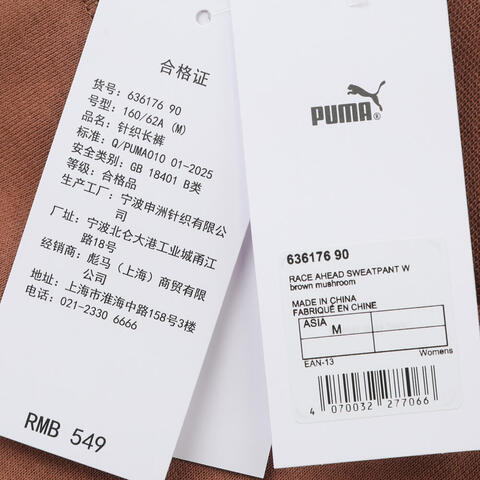 合格证
货号: 636176 90
号型: 160/62A (M)
品名: 针织长裤
标准: Q/PUMA010 01-2025
安全类别: GB 18401 B类
等级: 合格品
生产工厂: 宁波申洲针织有限公
司
厂址: 宁波北仑大港工业城甬江
路18号
经销商: 彪马(上海)商贸有限
公司
地址: 上海市淮海中路158号3楼
电话: 021-2330 6666
RMB 549
PUMA®
636176 90
RACE AHEAD SWEATPANT W
brown mushroom
MADE IN CHINA
FABRIQUÉ EN CHINE
ASIA
M
EAN-13
Womens
4 070032 277066